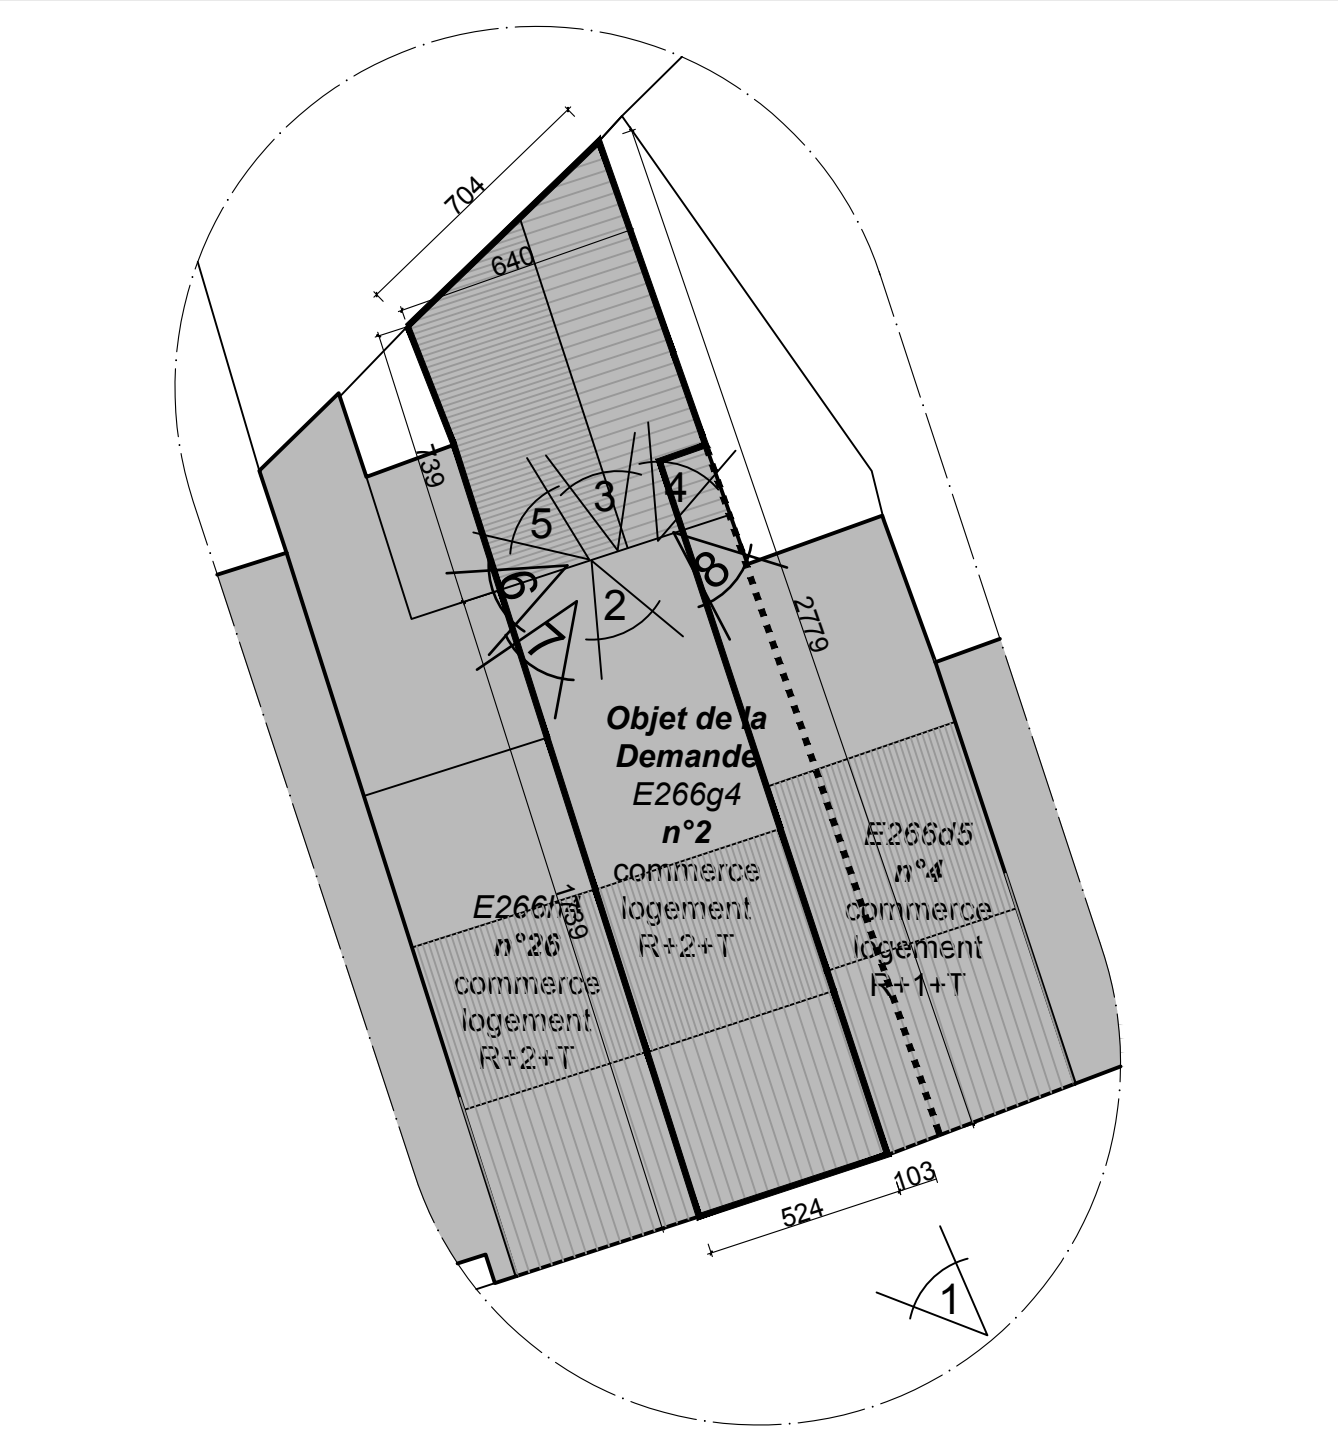 704
640
739
5
3
4
6
7
2
8
2779
Objet de la
Demande
E266g4
n°2
commerce
logement
R+2+T
E266d5
n°4
commerce
logement
R+1+T
1739
n°26
commerce
logement
R+2+T
524
103
1